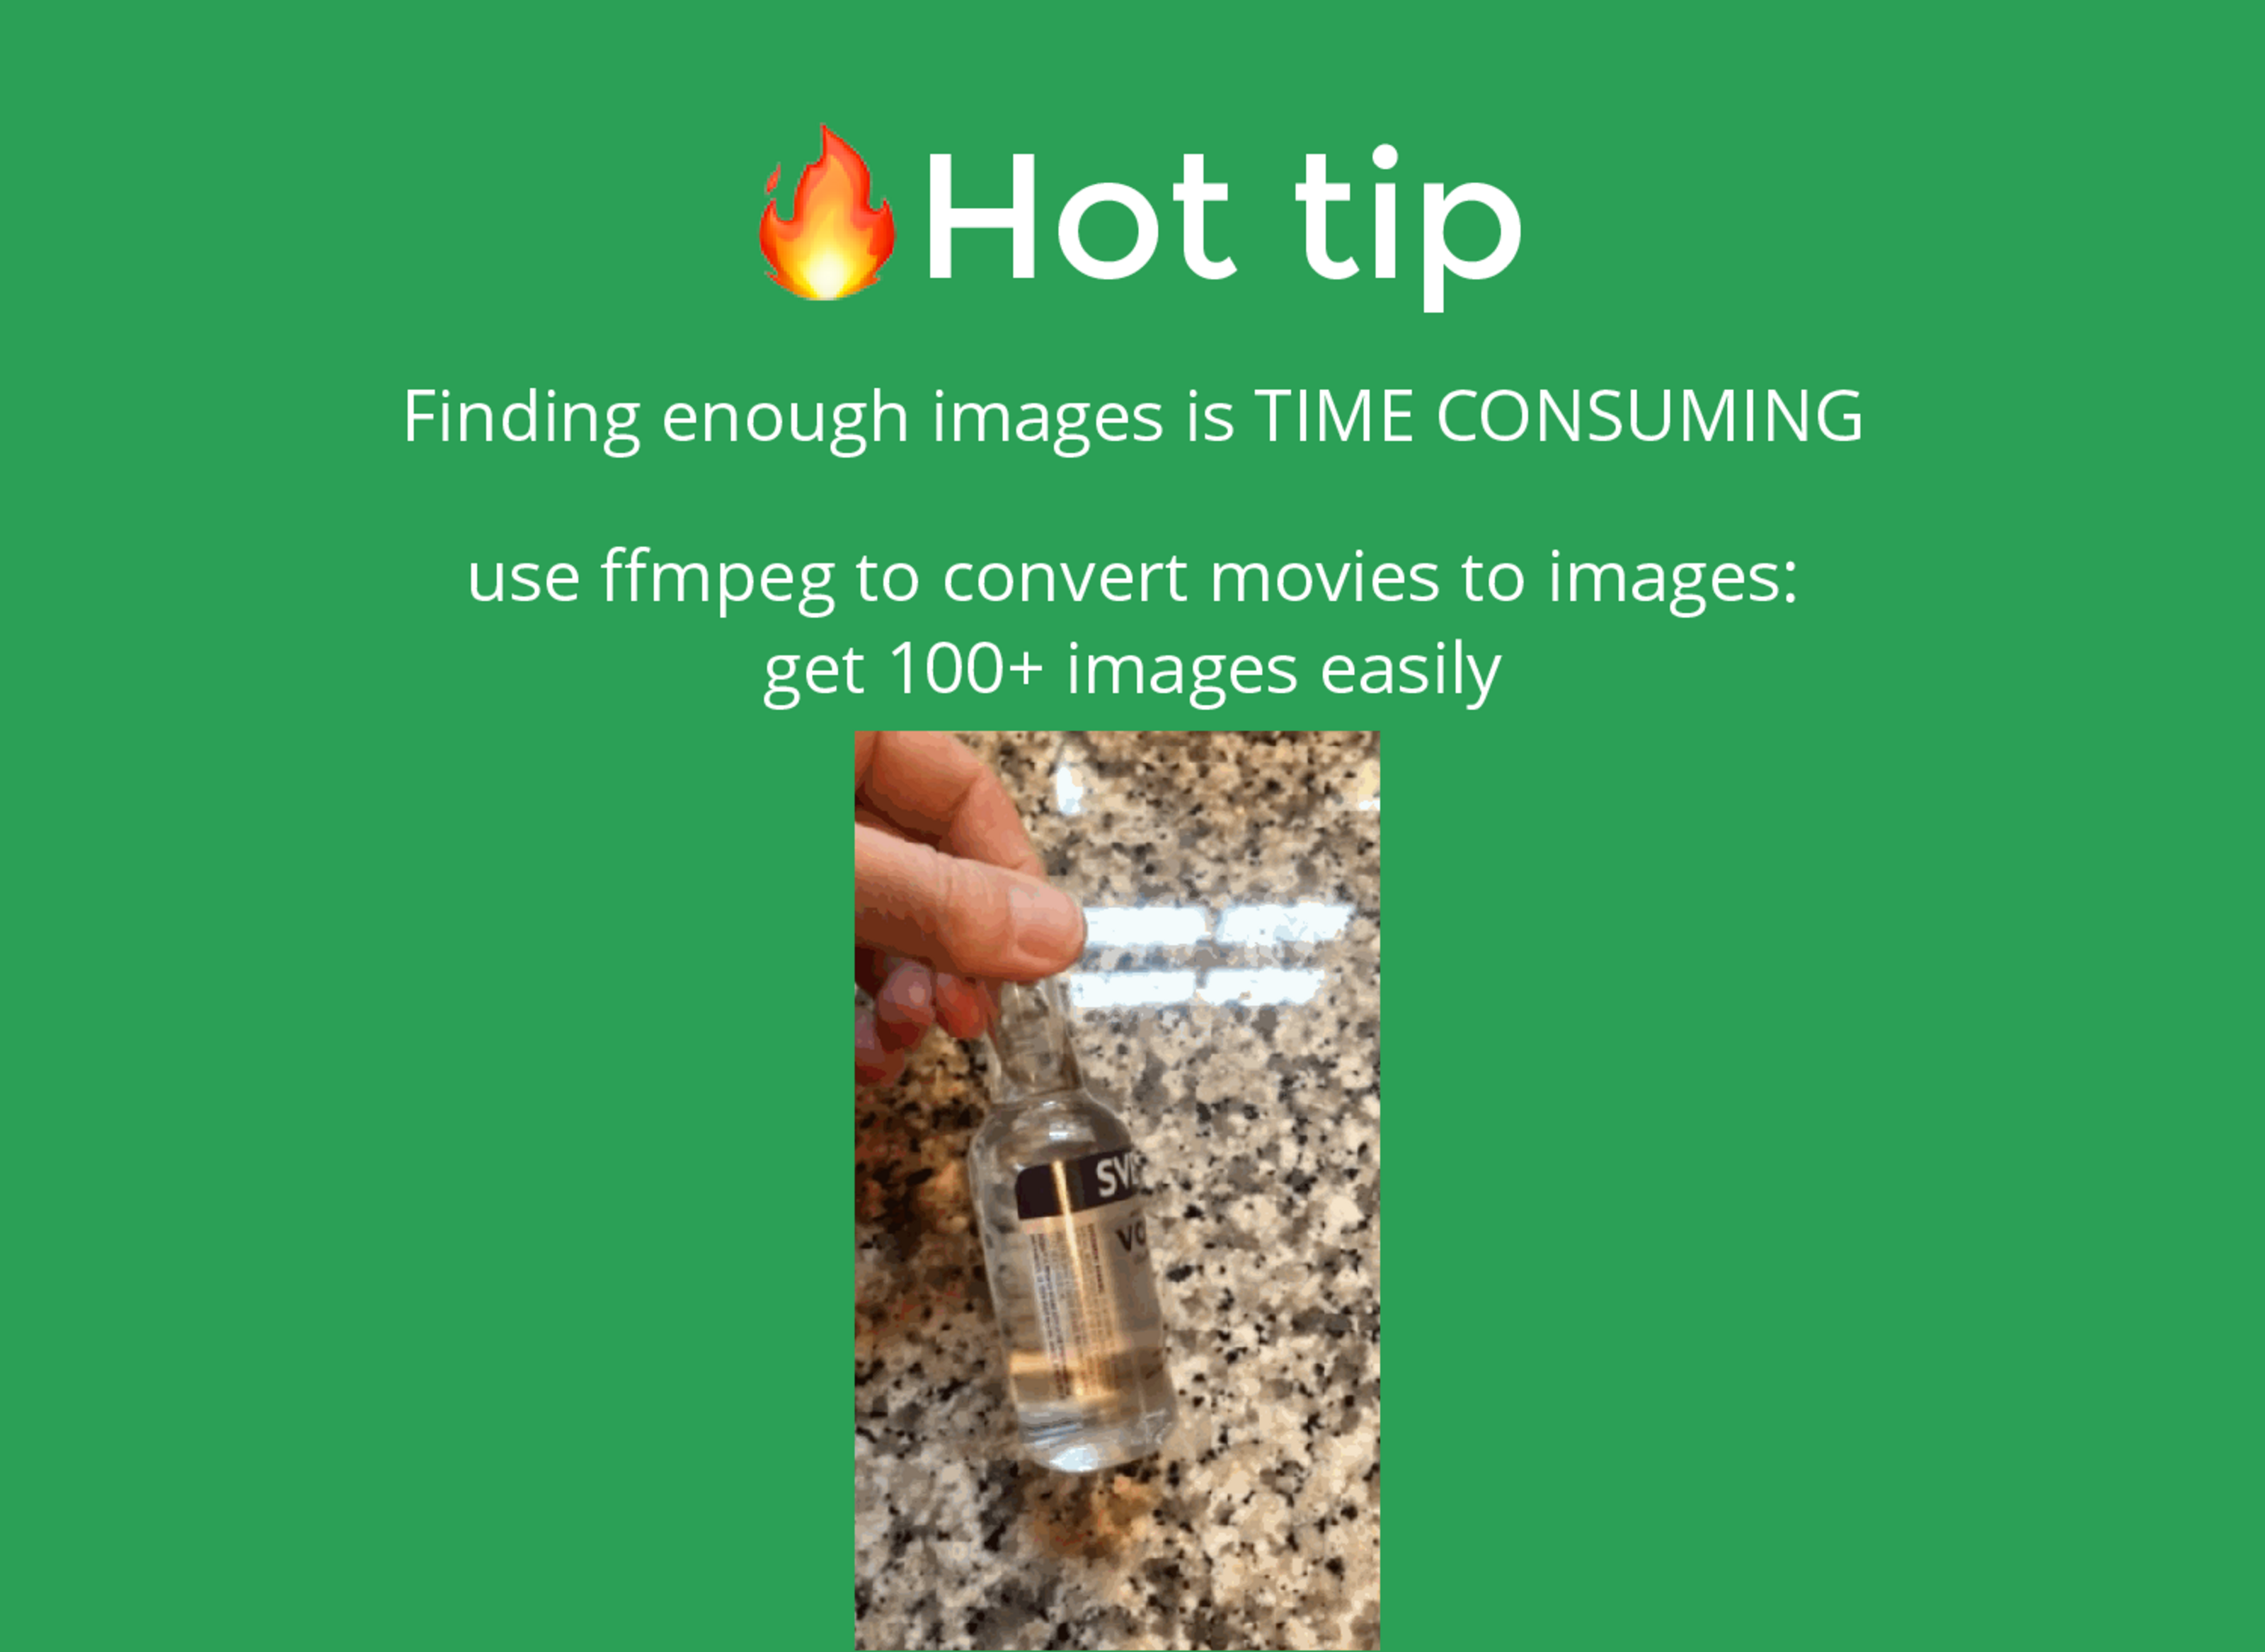 🔥Hot tip
Finding enough images is TIME CONSUMING
use ffmpeg to convert movies to images:
get 100+ images easily